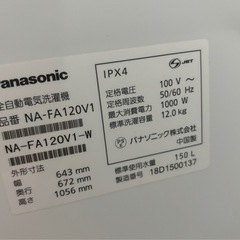 Panasonic
全自動電気洗濯機
品番 NA-FA120V1
NA-FA120V1-W
外形寸法
幅 643 mm
奥行 672 mm
高さ 1056 mm
IPX4
JET
定格電圧 100 V~
定格周波数 50/60 Hz
最大消費電力 1000 W
標準洗濯容量 12.0kg
パナソニック株式会社
中国製
標準使用水量 150L
製造番号 18D1500137